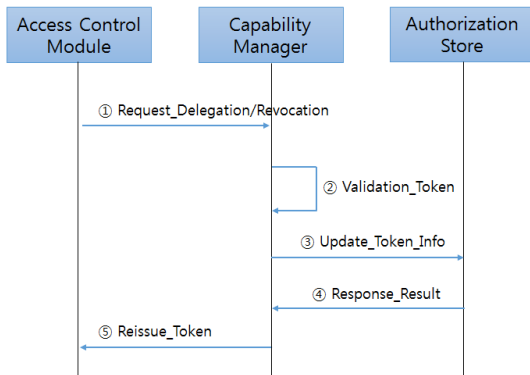 Access Control
Module
Capability
Manager
Authorization
Store
① Request_Delegation/Revocation
② Validation_Token
③ Update_Token_Info
④ Response_Result
⑤ Reissue_Token